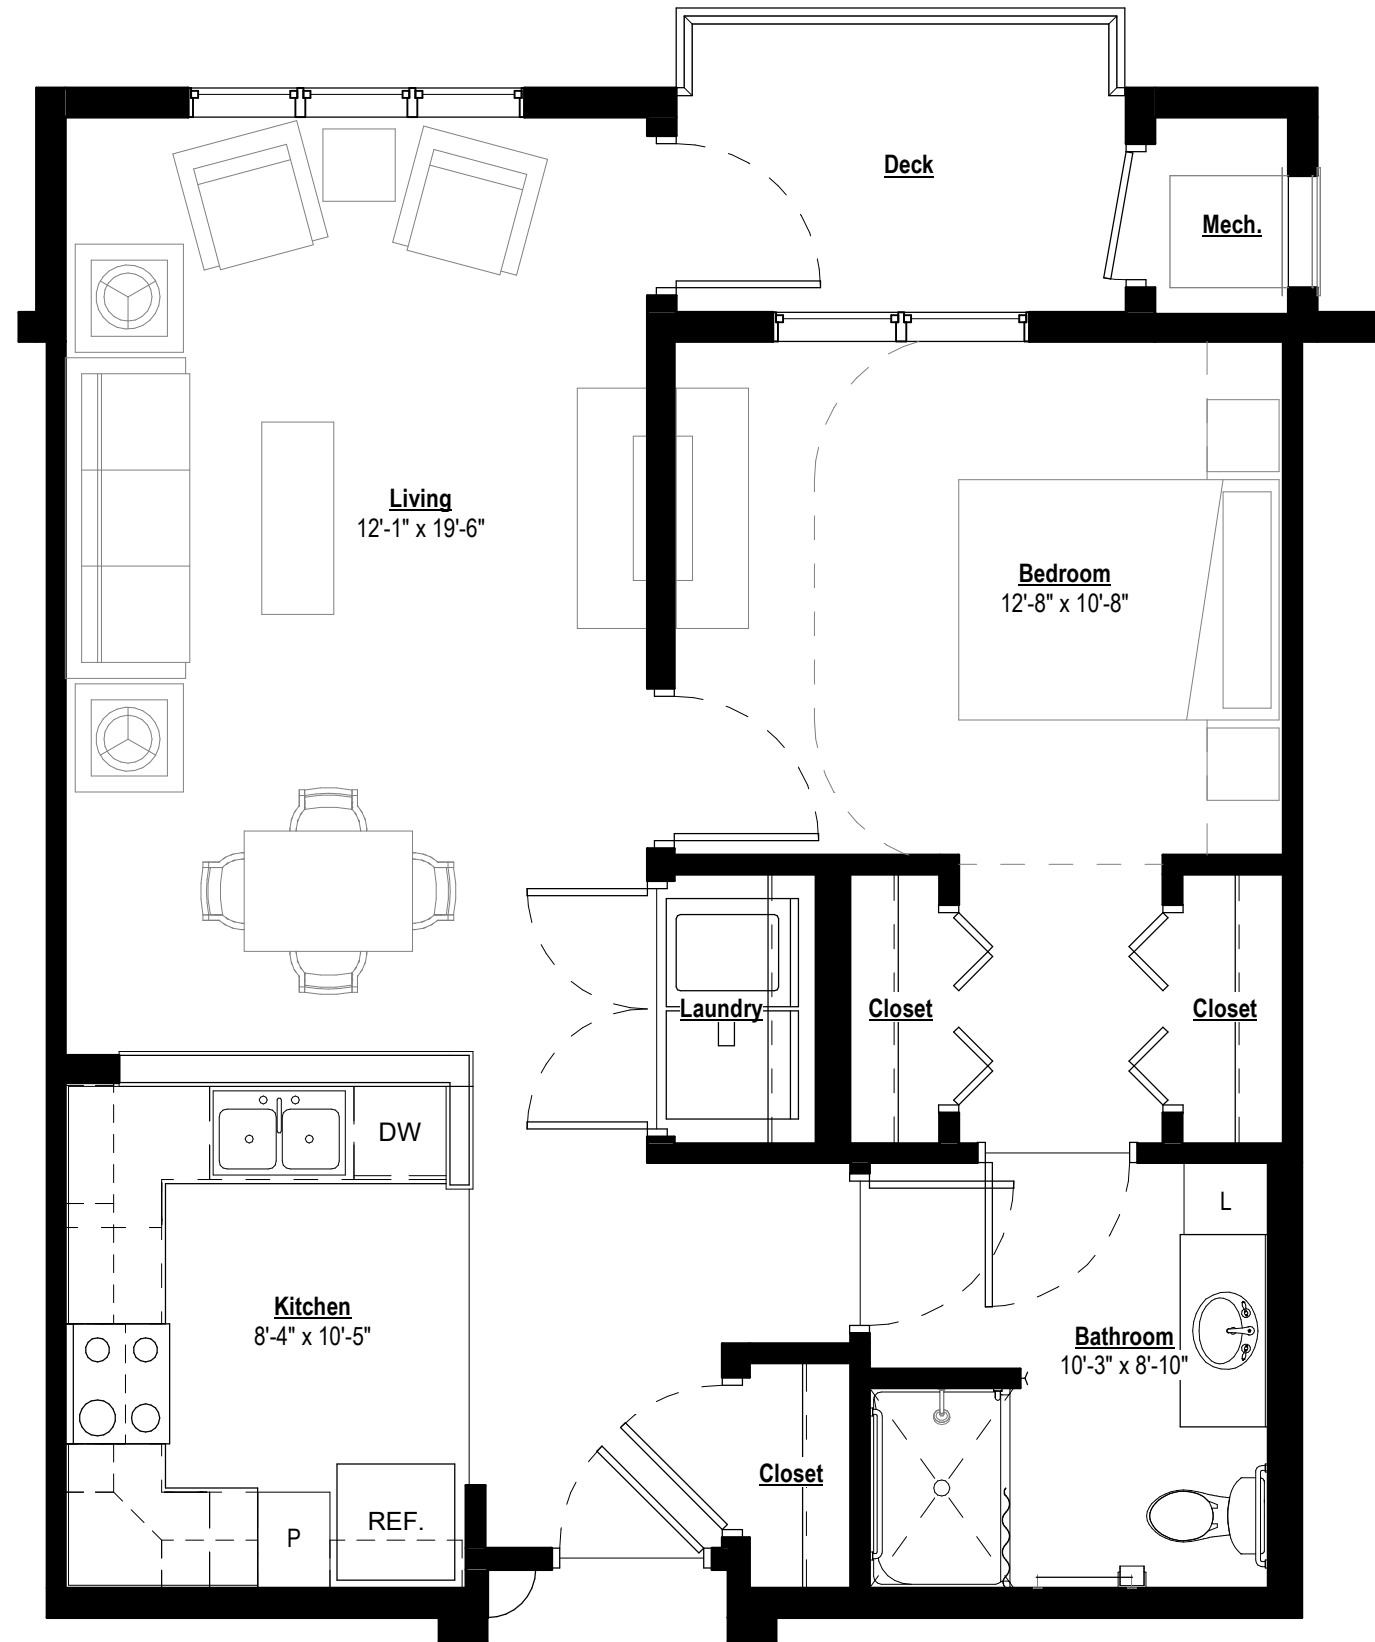 Deck
Mech.
Living
12'-1" x 19'-6"
Bedroom
12'-8" x 10'-8"
Laundry
Closet
Closet
DW
L
Kitchen
8'-4" x 10'-5"
Bathroom
10'-3" x 8'-10"
Closet
REF.
P